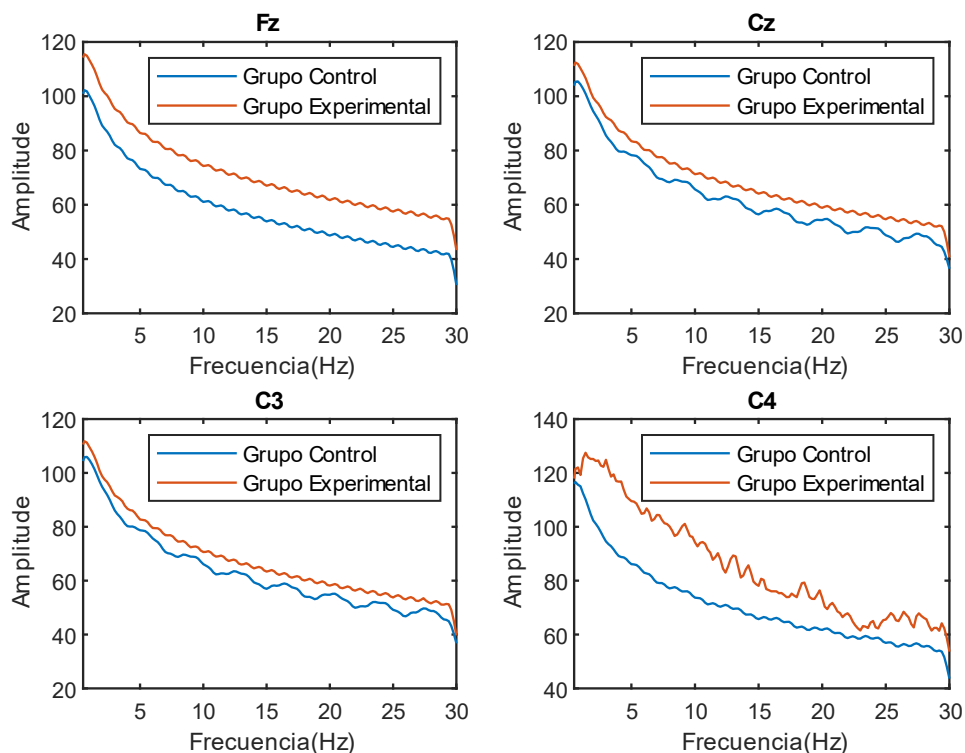 Fz
120
100
80
60
40
20
Amplitude
Grupo Control
Grupo Experimental
5 10 15 20 25 30
Frecuencia(Hz)
Cz
120
100
80
60
40
20
Amplitude
Grupo Control
Grupo Experimental
5 10 15 20 25 30
Frecuencia(Hz)
C3
120
100
80
60
40
20
Amplitude
Grupo Control
Grupo Experimental
5 10 15 20 25 30
Frecuencia(Hz)
C4
140
120
100
80
60
40
Amplitude
Grupo Control
Grupo Experimental
5 10 15 20 25 30
Frecuencia(Hz)